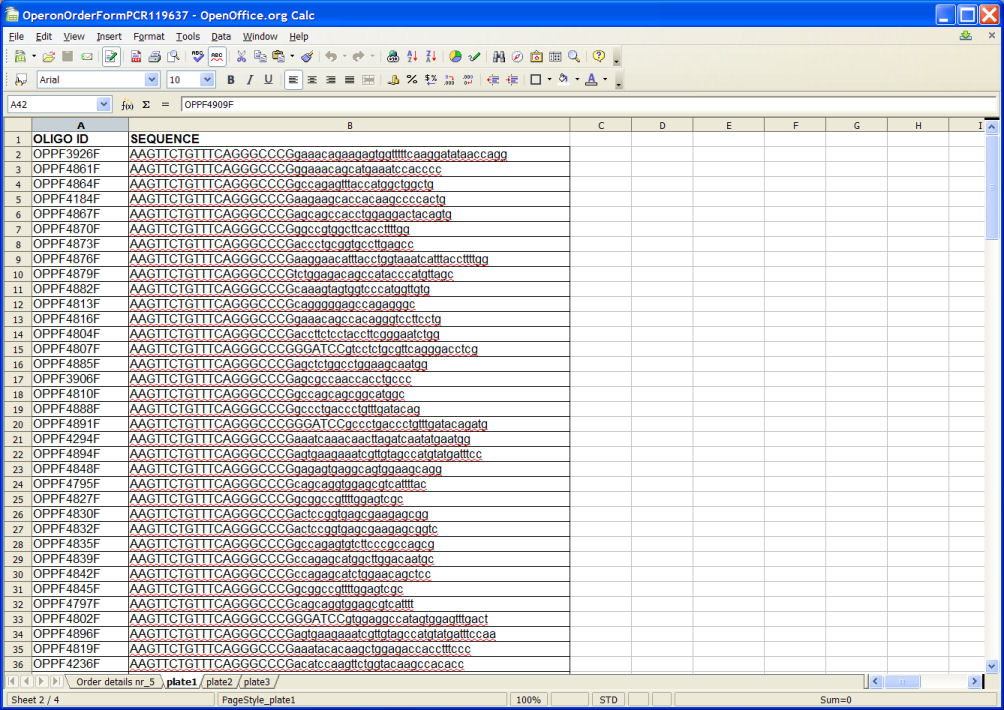 OperonOrderFormPCR119637 - OpenOffice.org Calc
File Edit View Insert Format Tools Data Window Help
Arial 10
A42 f(x) Σ = OPPF4909F
A B C D E F G H I
1 OLIGO ID SEQUENCE
2 OPPF3926F AAGTTCTGTTTCAGGGCCCGgaaacagaagagtggtttttcaaggatataaccagg
3 OPPF4861F AAGTTCTGTTTCAGGGCCCGggaaacagcatgaaatccacccc
4 OPPF4864F AAGTTCTGTTTCAGGGCCCGgccagagtttaccatggctggctg
5 OPPF4184F AAGTTCTGTTTCAGGGCCCGaagaagcaccacaagccccactg
6 OPPF4867F AAGTTCTGTTTCAGGGCCCGagcagccacctggaggactacagtg
7 OPPF4870F AAGTTCTGTTTCAGGGCCCGggccgtggcttcaccttttgg
8 OPPF4873F AAGTTCTGTTTCAGGGCCCGaccctgcggtgccttgagcc
9 OPPF4876F AAGTTCTGTTTCAGGGCCCGaaggaacatttacctggtaaatcatttaccttttgg
10 OPPF4879F AAGTTCTGTTTCAGGGCCCGtctggagacagccatacccatgttagc
11 OPPF4882F AAGTTCTGTTTCAGGGCCCGcaaagtagtggtcccatggttgtg
12 OPPF4813F AAGTTCTGTTTCAGGGCCCGcagggggagccagagggc
13 OPPF4816F AAGTTCTGTTTCAGGGCCCGgaaacagccacagggtccttcctg
14 OPPF4804F AAGTTCTGTTTCAGGGCCCGaccttctcctaccttcgggaatctgg
15 OPPF4807F AAGTTCTGTTTCAGGGCCCGGGATCCgtcctctgcgttcagggacctcg
16 OPPF4885F AAGTTCTGTTTCAGGGCCCGagctctggcctggaagcaatgg
17 OPPF3906F AAGTTCTGTTTCAGGGCCCGagcgccaaccacctgccc
18 OPPF4810F AAGTTCTGTTTCAGGGCCCGgccagcagcggcatggc
19 OPPF4888F AAGTTCTGTTTCAGGGCCCGgccctgaccctgtttgatacag
20 OPPF4891F AAGTTCTGTTTCAGGGCCCGGGATCCgccctgaccctgtttgatacagatg
21 OPPF4294F AAGTTCTGTTTCAGGGCCCGaaatcaaacaacttagatcaatatgaatgg
22 OPPF4894F AAGTTCTGTTTCAGGGCCCGagtgaagaaatcgttgtagccatgtatgatttcc
23 OPPF4848F AAGTTCTGTTTCAGGGCCCGgagagtgaggcagtggaagcagg
24 OPPF4795F AAGTTCTGTTTCAGGGCCCGcagcaggtggagcgtcattttac
25 OPPF4827F AAGTTCTGTTTCAGGGCCCGgcggccgttttggagtcgc
26 OPPF4830F AAGTTCTGTTTCAGGGCCCGactccggtgagcgaagagcgg
27 OPPF4832F AAGTTCTGTTTCAGGGCCCGactccggtgagcgaagagcggtc
28 OPPF4835F AAGTTCTGTTTCAGGGCCCGgccagagtgtcttcccgccagcg
29 OPPF4839F AAGTTCTGTTTCAGGGCCCGccagagcatggcttggacaatgc
30 OPPF4842F AAGTTCTGTTTCAGGGCCCGccagagcatctggaacagctcc
31 OPPF4845F AAGTTCTGTTTCAGGGCCCGgcggccgttttggagtcgc
32 OPPF4797F AAGTTCTGTTTCAGGGCCCGcagcaggtggagcgtcatttt
33 OPPF4802F AAGTTCTGTTTCAGGGCCCGGGATCCgtggaggccatagtggagtttgact
34 OPPF4896F AAGTTCTGTTTCAGGGCCCGagtgaagaaatcgttgtagccatgtatgatttccaa
35 OPPF4819F AAGTTCTGTTTCAGGGCCCGaaatacacaagctggagaccacctttccc
36 OPPF4236F AAGTTCTGTTTCAGGGCCCGacatccaagttctggtacaagccacacc
Order details nr_5 plate1 plate2 plate3
Sheet 2 / 4 PageStyle_plate1 100% STD Sum=0